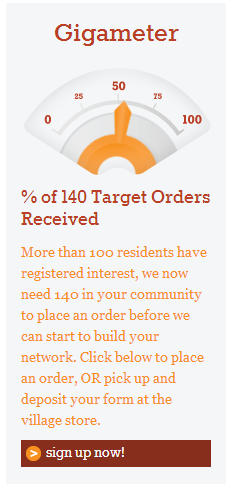 Gigameter
50
25 75
0 100
% of 140 Target Orders
Received
More than 100 residents have
registered interest, we now
need 140 in your community
to place an order before we
can start to build your
network. Click below to place
an order, OR pick up and
deposit your form at the
village store.
> sign up now!